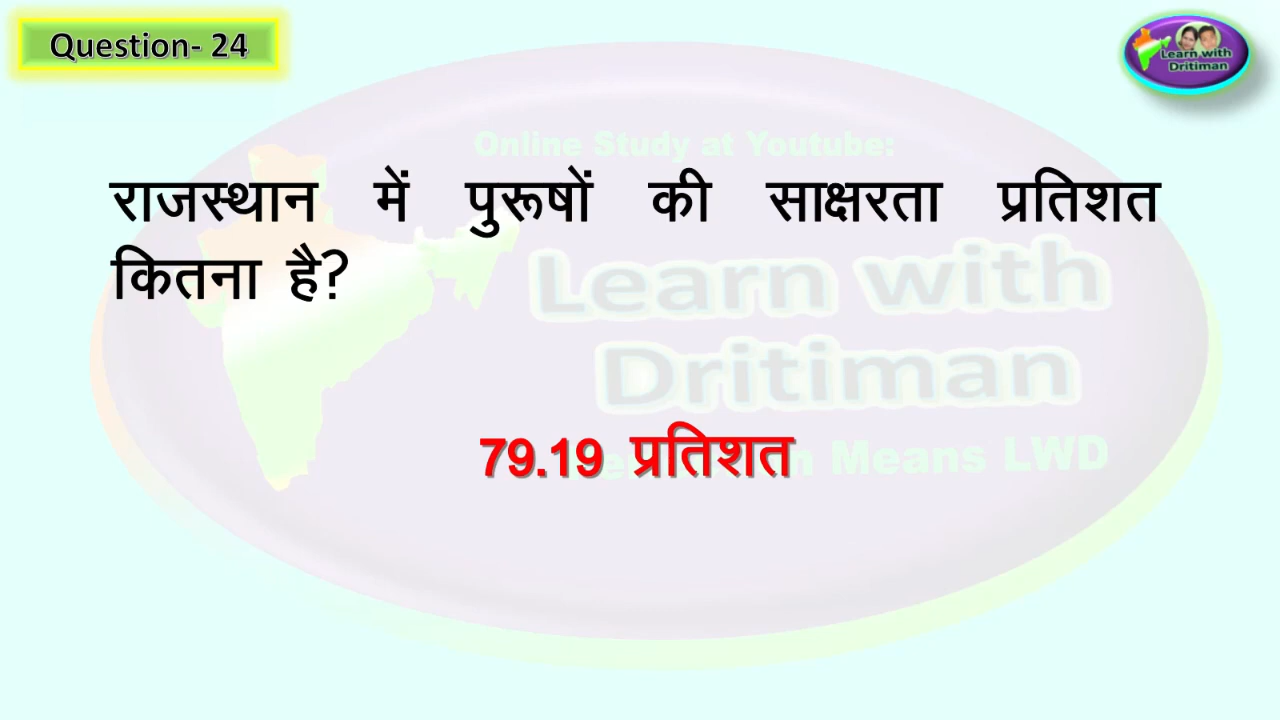 Question- 24
Learn with
Dritiman
Online Study at Youtube:
राजस्थान में पुरूषों की साक्षरता प्रतिशत
कितना है?
Learn with
Dritiman
79.19 प्रतिशत
Means LWD